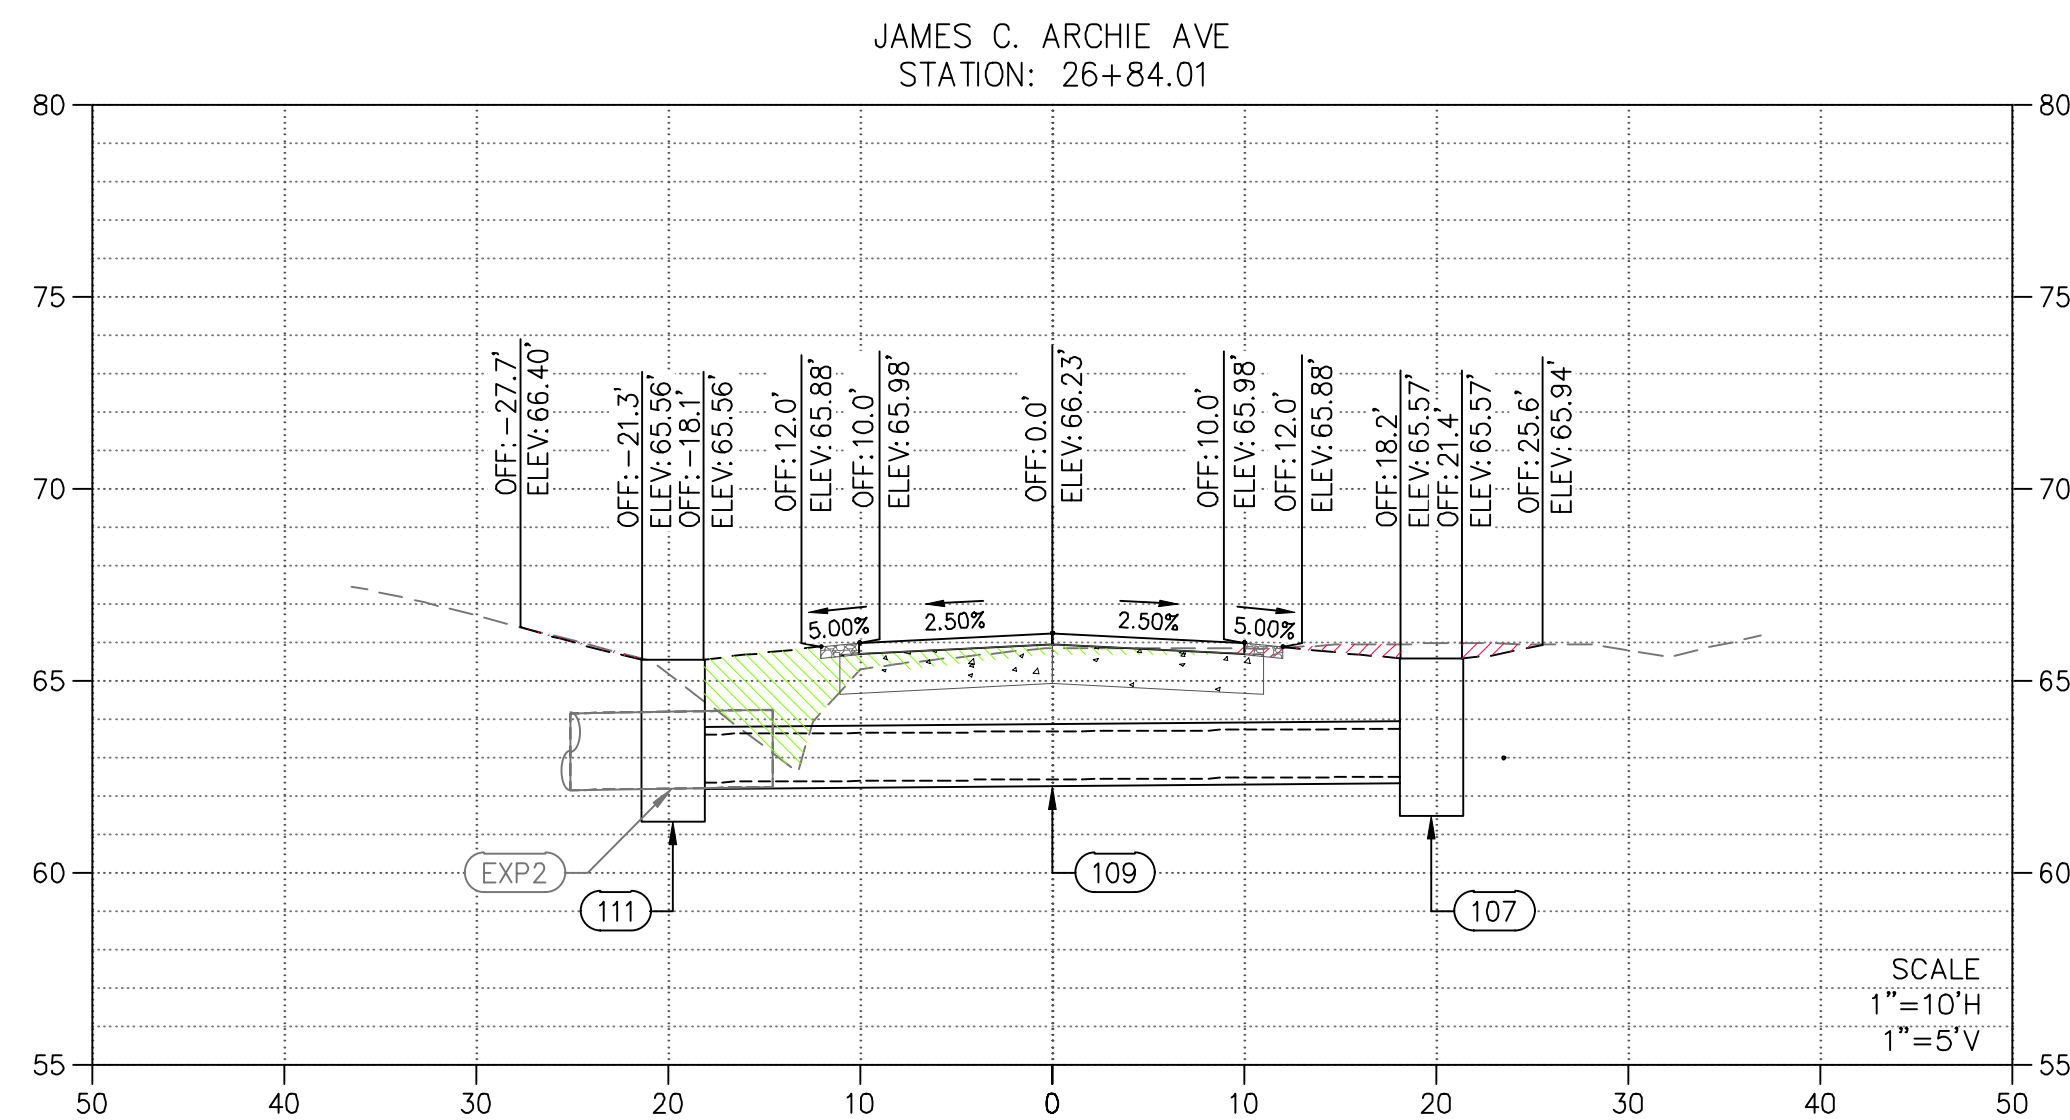 JAMES C. ARCHIE AVE
STATION: 26+84.01
80
80
75
75
70
70
65
65
60
60
55
55
OFF:-27.7'
ELEV:66.40'
OFF:-21.3'
ELEV:65.56'
OFF:-18.1'
ELEV:65.56'
OFF:12.0'
ELEV:65.88'
OFF:10.0'
ELEV:65.98'
OFF:0.0'
ELEV:66.23'
OFF:10.0'
ELEV:65.98'
OFF:12.0'
ELEV:65.88'
OFF:18.2'
ELEV:65.57'
OFF:21.4'
ELEV:65.57'
OFF:25.6'
ELEV:65.94'
5.00%
2.50%
2.50%
5.00%
EXP2
109
111
107
SCALE
1"=10'H
1"=5'V
50
40
30
20
10
0
10
20
30
40
50